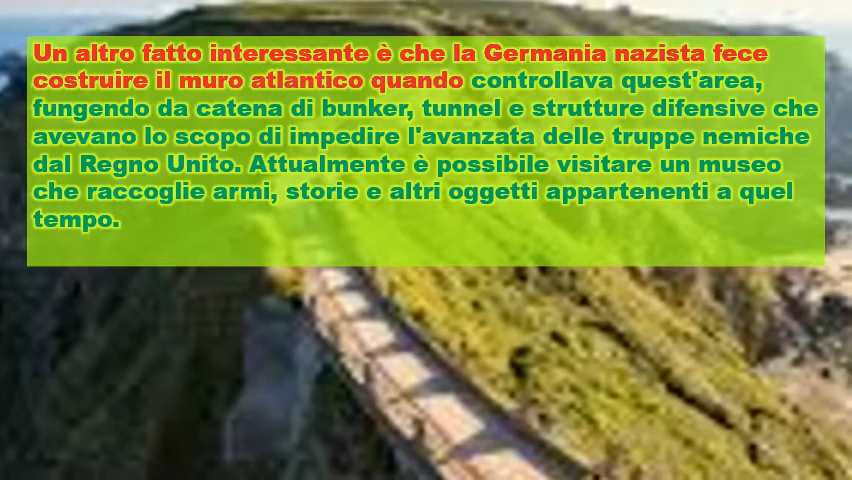 Un altro fatto interessante è che la Germania nazista fece
costruire il muro atlantico quando controllava quest'area,
fungendo da catena di bunker, tunnel e strutture difensive che
avevano lo scopo di impedire l'avanzata delle truppe nemiche
dal Regno Unito. Attualmente è possibile visitare un museo
che raccoglie armi, storie e altri oggetti appartenenti a quel
tempo.